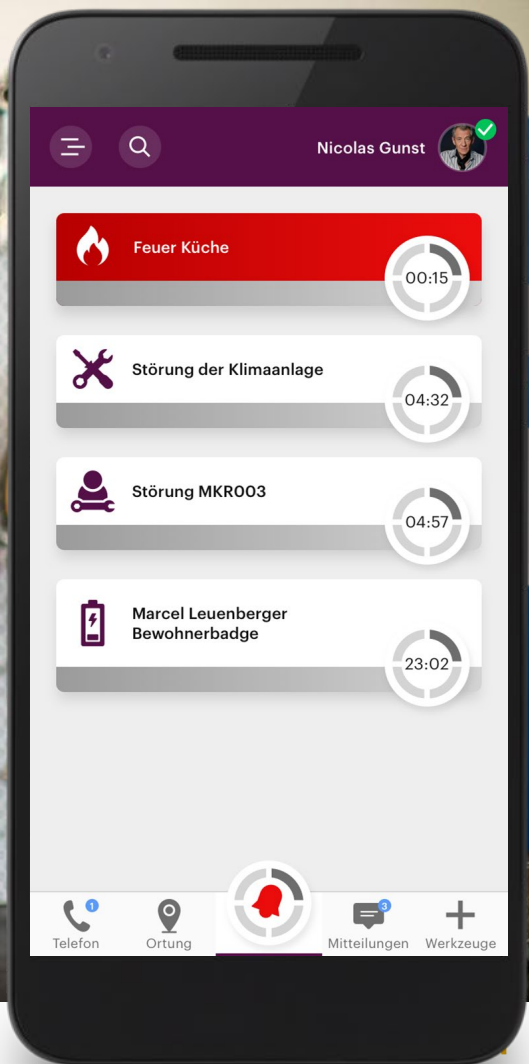 Nicolas Gunst
Feuer Küche
00:15
Störung der Klimaanlage
04:32
Störung MKR003
04:57
Marcel Leuenberger
Bewohnerbadge
23:02
1
3
Telefon
Ortung
Mitteilungen
Werkzeuge